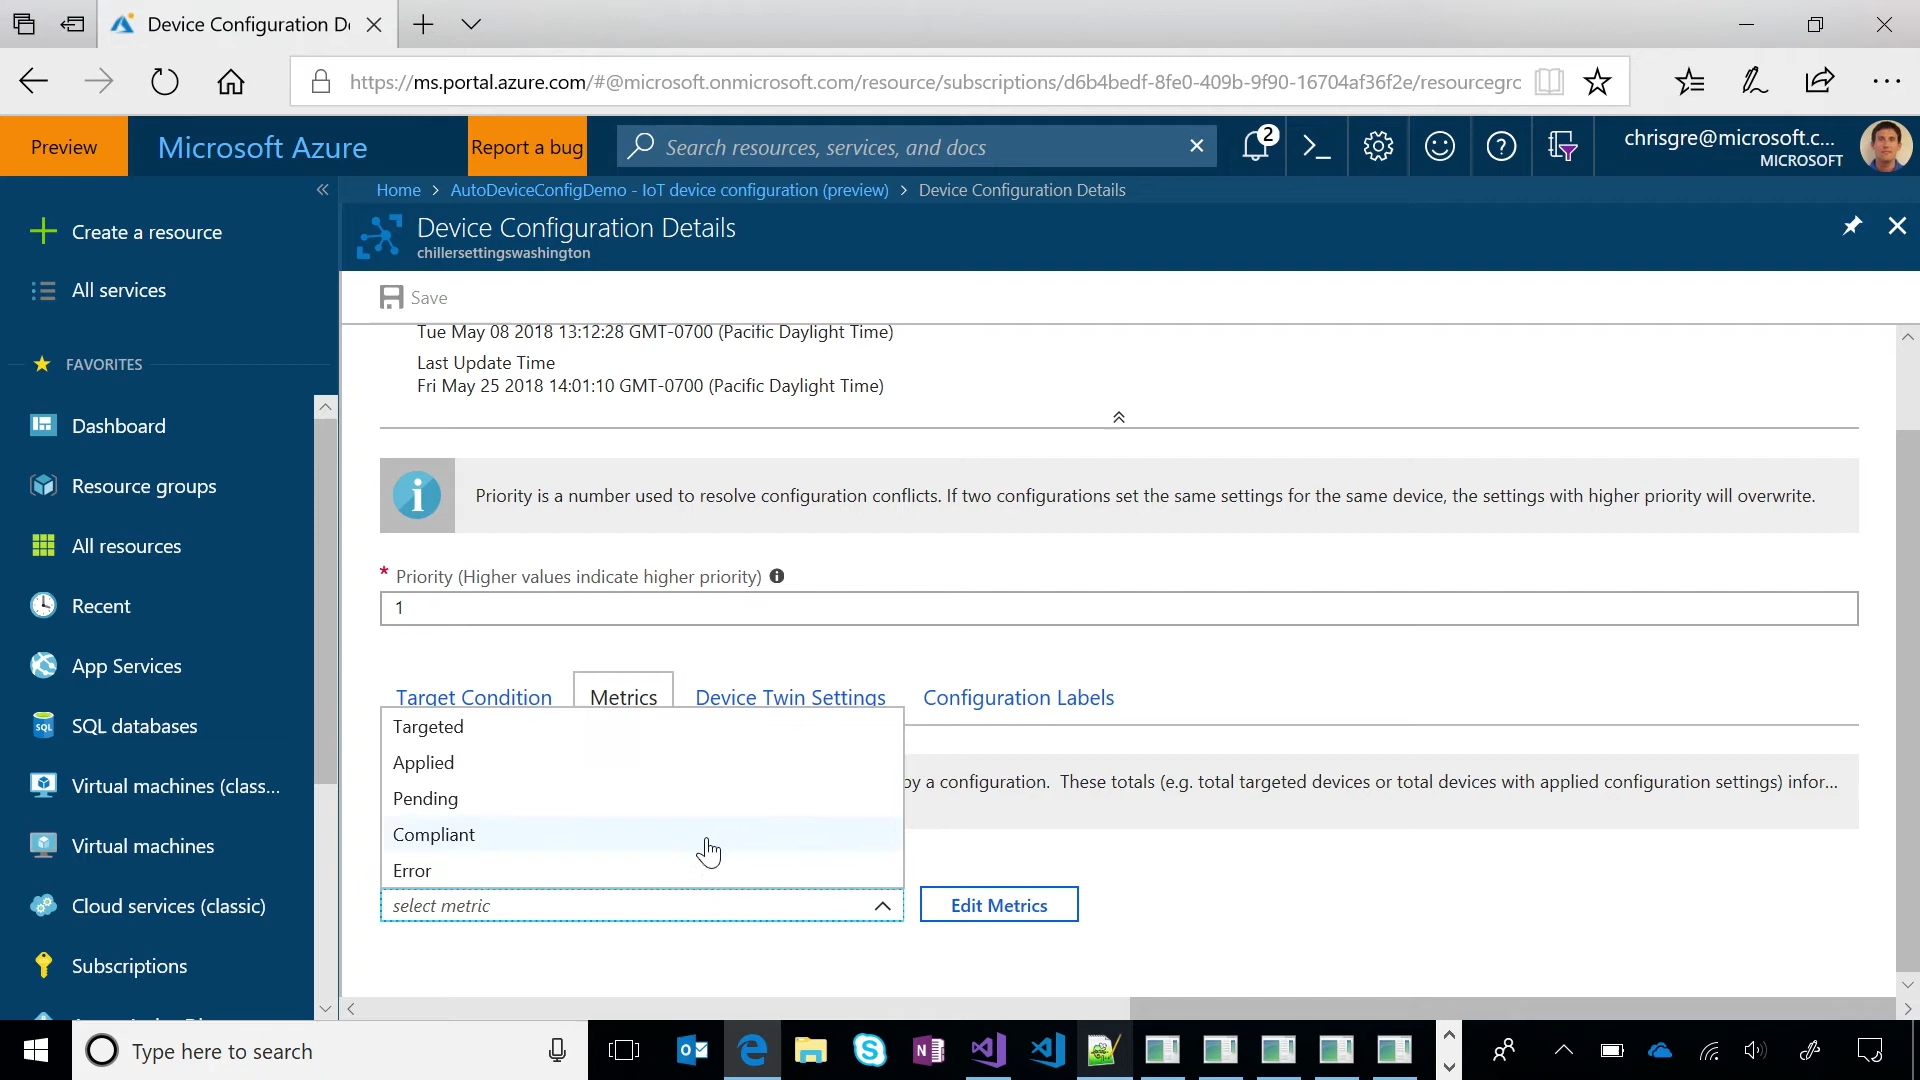 Device Configuration D
https://ms.portal.azure.com/#@microsoft.onmicrosoft.com/resource/subscriptions/d6b4bedf-8fe0-409b-9f90-16704af36f2e/resourcegrc
Preview
Microsoft Azure
Report a bug
Search resources, services, and docs
2
chrisgre@microsoft.c...
MICROSOFT
Home > AutoDeviceConfigDemo - IoT device configuration (preview) > Device Configuration Details
Device Configuration Details
chillersettingswashington
Create a resource
All services
FAVORITES
Dashboard
Resource groups
All resources
Recent
App Services
SQL databases
Virtual machines (class...
Virtual machines
Cloud services (classic)
Subscriptions
Save
Tue May 08 2018 13:12:28 GMT-0700 (Pacific Daylight Time)
Last Update Time
Fri May 25 2018 14:01:10 GMT-0700 (Pacific Daylight Time)
Priority is a number used to resolve configuration conflicts. If two configurations set the same settings for the same device, the settings with higher priority will overwrite.
* Priority (Higher values indicate higher priority)
1
Target Condition Metrics Device Twin Settings Configuration Labels
Targeted
Applied
by a configuration. These totals (e.g. total targeted devices or total devices with applied configuration settings) infor...
Pending
Compliant
Error
select metric
Edit Metrics
Type here to search